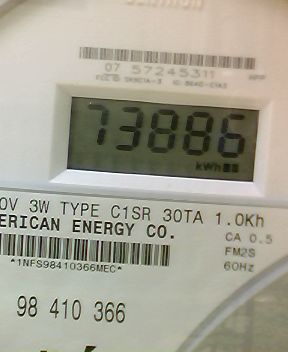 07 57245311
73886
kWh
0V 3W TYPE C1SR 30TA 1.0Kh
ERICAN ENERGY CO.
CA 0.5
FM2S
*1NFS98410366MEC*
60Hz
98 410 366